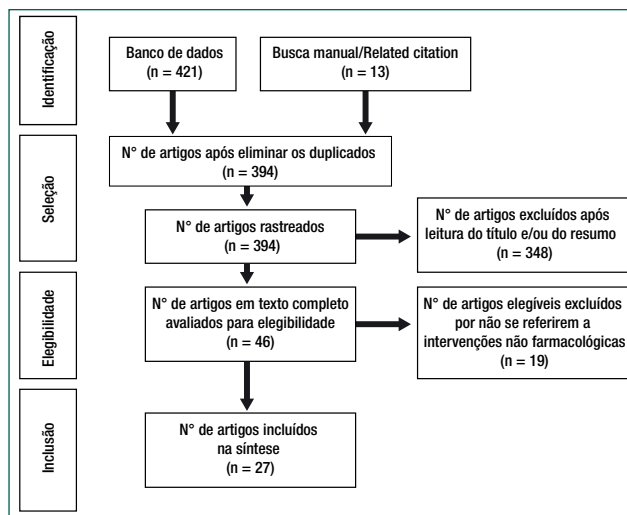 Identificação
Banco de dados
(n = 421)
Busca manual/Related citation
(n = 13)
Seleção
N° de artigos após eliminar os duplicados
(n = 394)
N° de artigos rastreados
(n = 394)
N° de artigos excluídos após
leitura do título e/ou do resumo
(n = 348)
Elegibilidade
N° de artigos em texto completo
avaliados para elegibilidade
(n = 46)
N° de artigos elegíveis excluídos
por não se referirem a
intervenções não farmacológicas
(n = 19)
Inclusão
N° de artigos incluídos
na síntese
(n = 27)